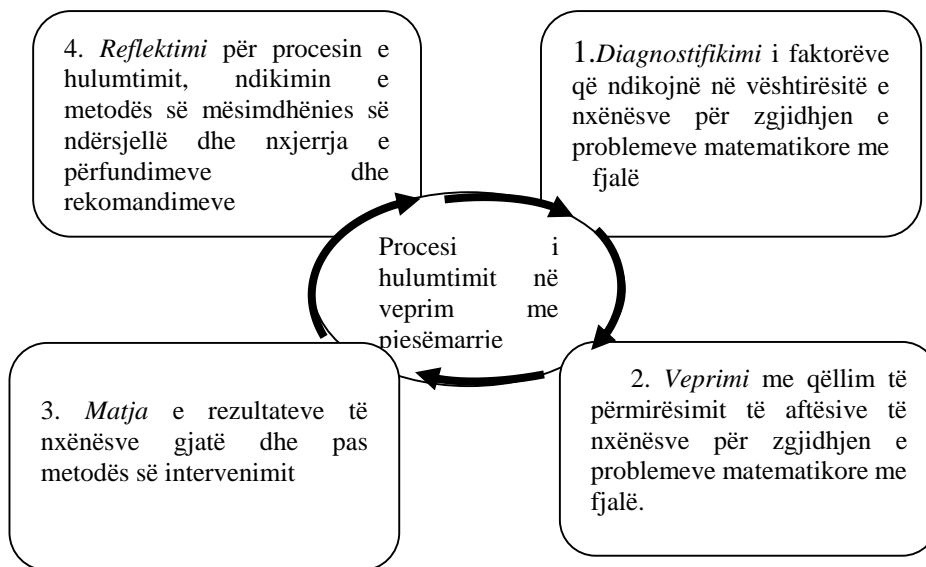 4. Reflektimi për procesin e
hulumtimit, ndikimin e
metodës së mësimdhënies së
ndërsjellë dhe nxjerrja e
përfundimeve dhe
rekomandimeve
1.Diagnostifikimi i faktorëve
që ndikojnë në vështirësitë e
nxënësve për zgjidhjen e
problemeve matematikore me
fjalë
Procesi i
hulumtimit në
veprim me
pjesëmarrje
3. Matja e rezultateve të
nxënësve gjatë dhe pas
metodës së intervenimit
2. Veprimi me qëllim të
përmirësimit të aftësive të
nxënësve për zgjidhjen e
problemeve matematikore me
fjalë.